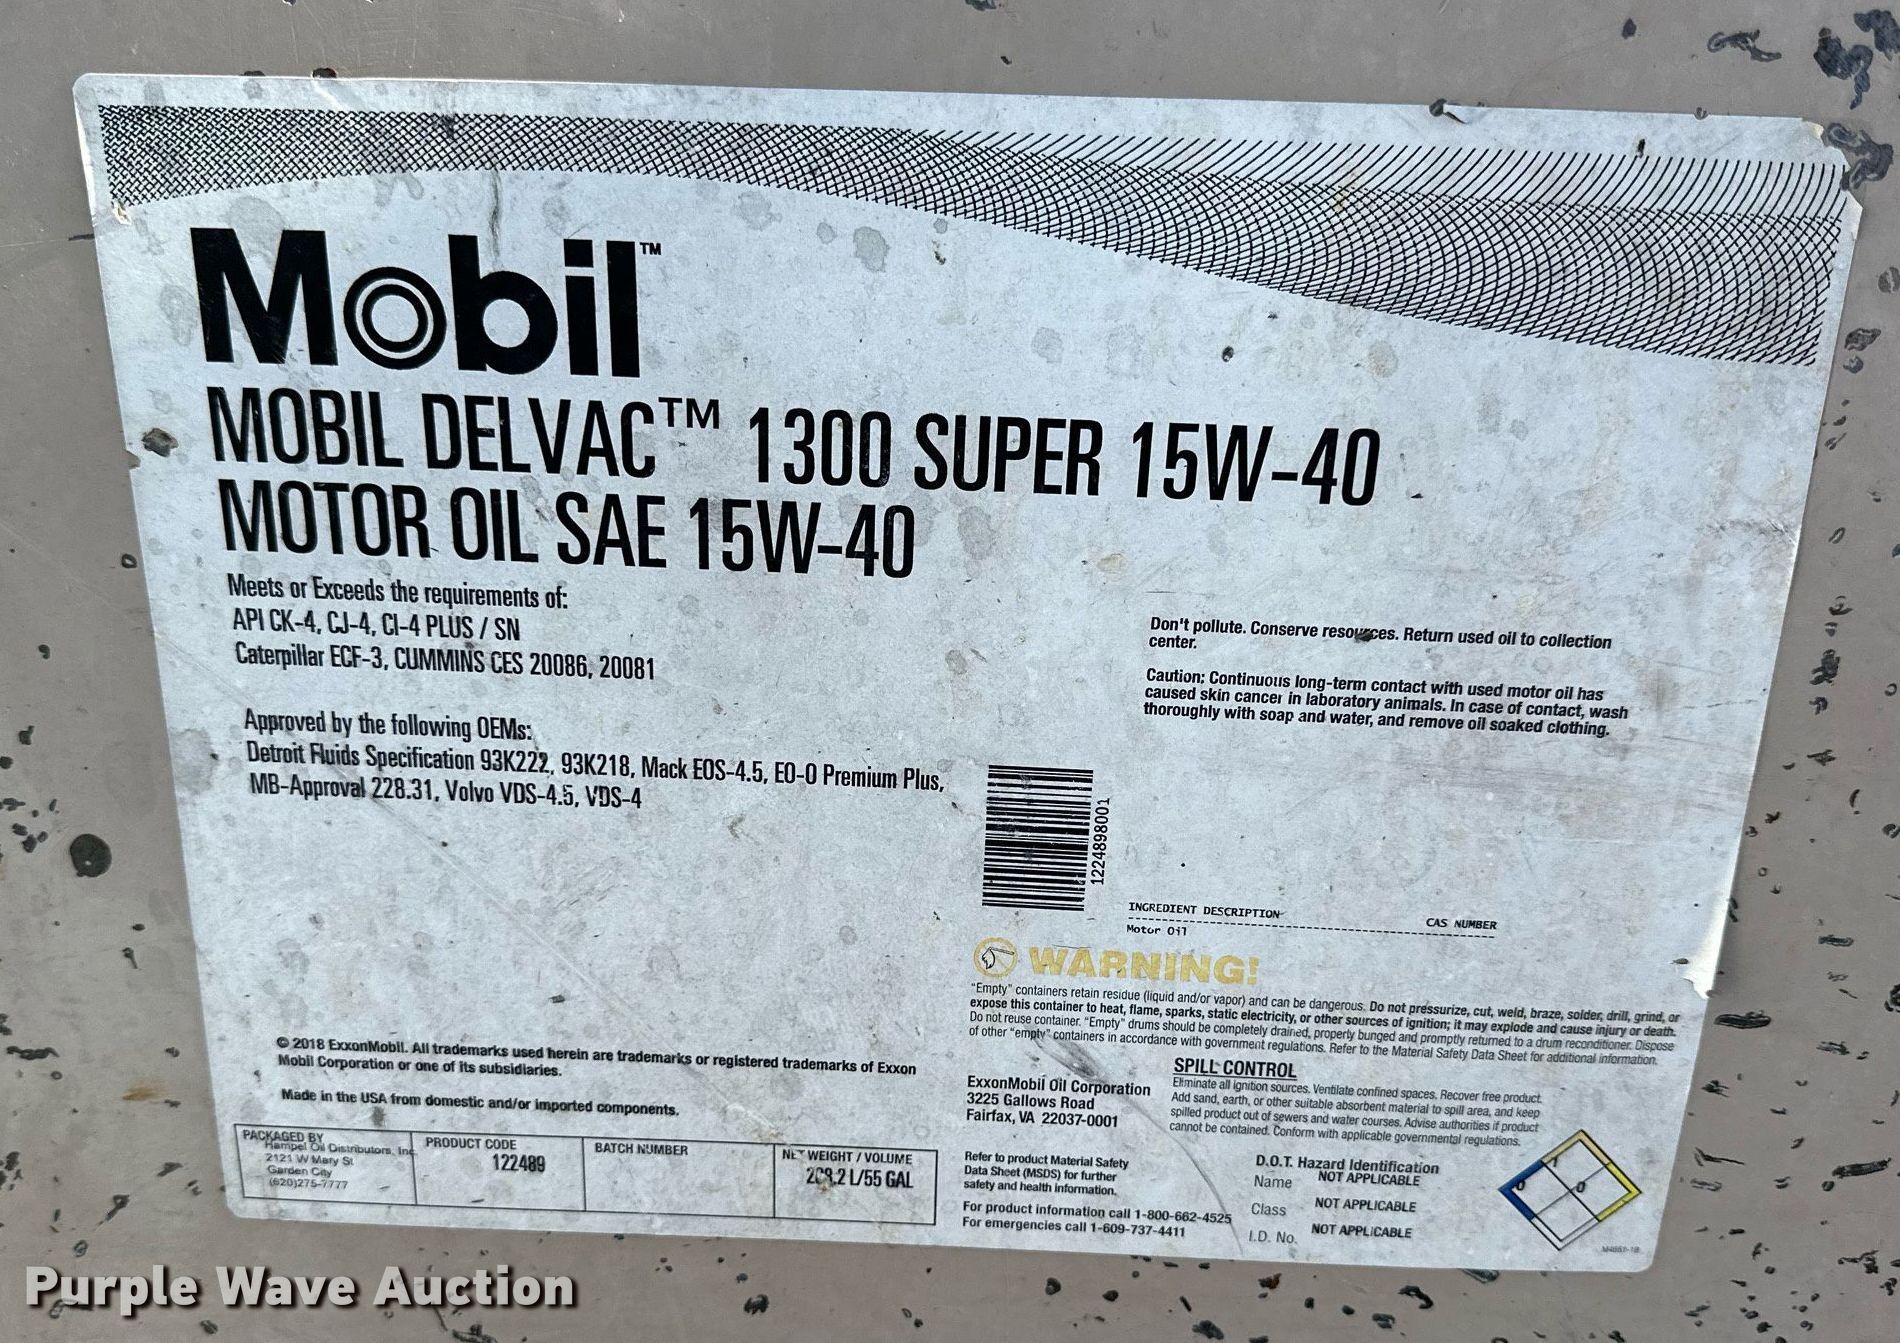 Mobil™
MOBIL DELVAC™ 1300 SUPER 15W-40
MOTOR OIL SAE 15W-40
Meets or Exceeds the requirements of:
API CK-4, CJ-4, CI-4 PLUS / SN
Caterpillar ECF-3, CUMMINS CES 20086, 20081
Approved by the following OEMs:
Detroit Fluids Specification 93K222, 93K218, Mack EOS-4.5, EO-O Premium Plus,
MB-Approval 228.31, Volvo VDS-4.5, VDS-4
Don't pollute. Conserve resources. Return used oil to collection
center.
Caution: Continuous long-term contact with used motor oil has
caused skin cancer in laboratory animals. In case of contact, wash
thoroughly with soap and water, and remove oil soaked clothing.
1224898001
INGREDIENT DESCRIPTION CAS NUMBER
Motor Oil
WARNING!
"Empty" containers retain residue (liquid and/or vapor) and can be dangerous. Do not pressurize, cut, weld, braze, solder, drill, grind, or
expose this container to heat, flame, sparks, static electricity, or other sources of ignition; it may explode and cause injury or death.
Do not reuse container. "Empty" drums should be completely drained, properly bunged and promptly returned to a drum reconditioner. Dispose
of other "empty" containers in accordance with government regulations. Refer to the Material Safety Data Sheet for additional information.
© 2018 ExxonMobil. All trademarks used herein are trademarks or registered trademarks of Exxon
Mobil Corporation or one of its subsidiaries.
Made in the USA from domestic and/or imported components.
PACKAGED BY
Hampel Oil Distributors, Inc
2121 W Mary St
Garden City
(620)275-7777
PRODUCT CODE
122489
BATCH NUMBER
NET WEIGHT / VOLUME
208.2 L/55 GAL
ExxonMobil Oil Corporation
3225 Gallows Road
Fairfax, VA 22037-0001
Refer to product Material Safety
Data Sheet (MSDS) for further
safety and health information.
For product information call 1-800-662-4525
For emergencies call 1-609-737-4411
SPILL CONTROL
Eliminate all ignition sources. Ventilate confined spaces. Recover free product.
Add sand, earth, or other suitable absorbent material to spill area, and keep
spilled product out of sewers and water courses. Advise authorities if product
cannot be contained. Conform with applicable governmental regulations.
D.O.T. Hazard Identification
Name NOT APPLICABLE
Class NOT APPLICABLE
I.D. No. NOT APPLICABLE
1
0
0
Purple Wave Auction